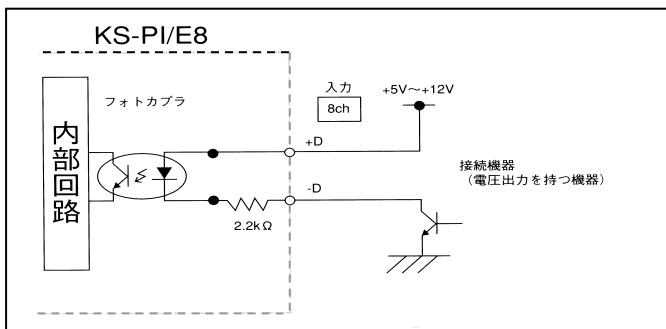 KS-PI/E8
フォトカプラ
内部回路
入力
8ch
+5V～+12V
+D
-D
2.2kΩ
接続機器
（電圧出力を持つ機器）